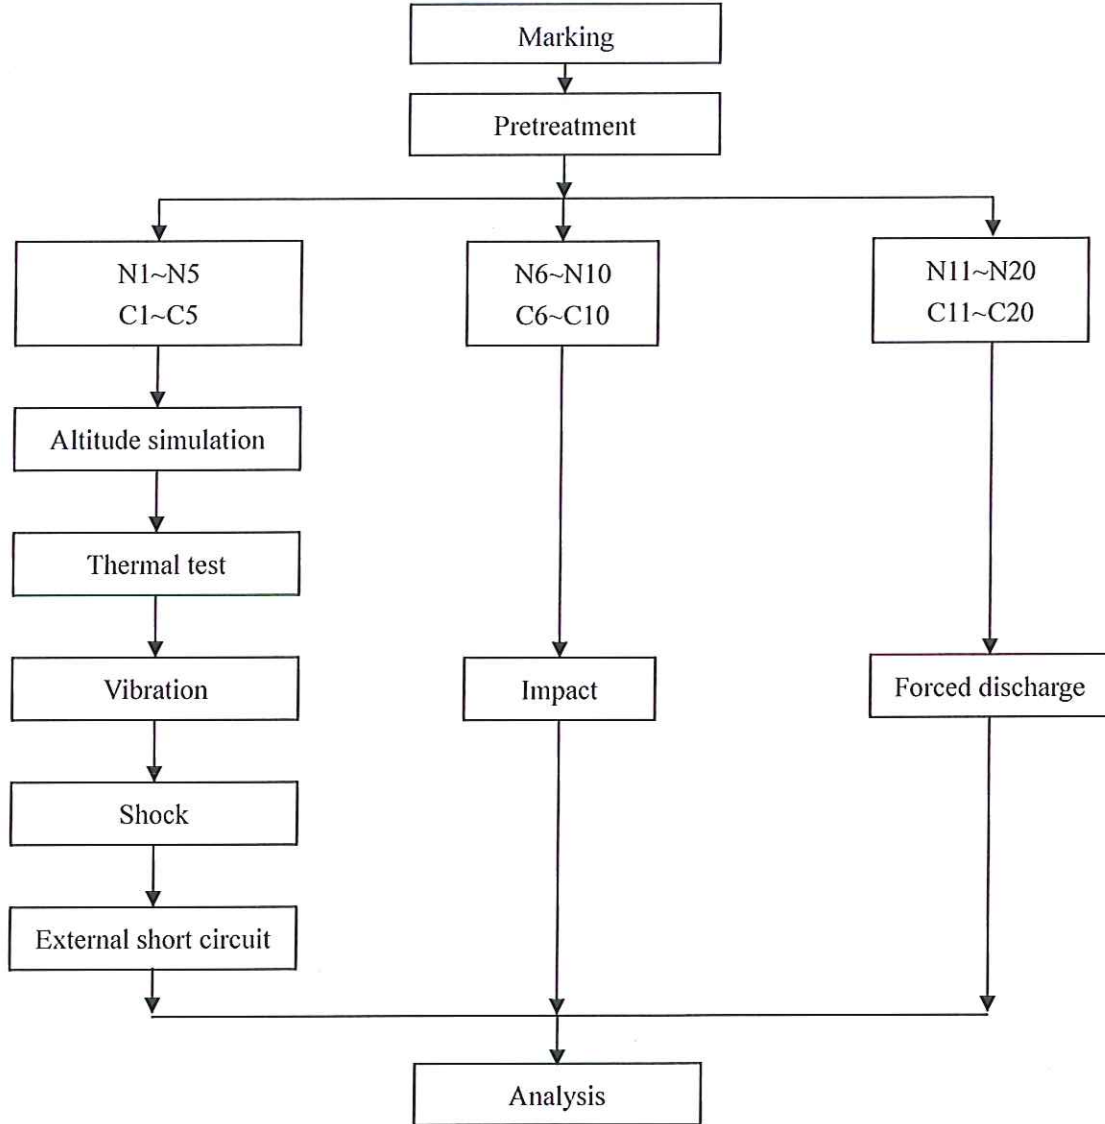 Marking
Pretreatment
N1~N5
C1~C5
N6~N10
C6~C10
N11~N20
C11~C20
Altitude simulation
Thermal test
Vibration
Impact
Forced discharge
Shock
External short circuit
Analysis